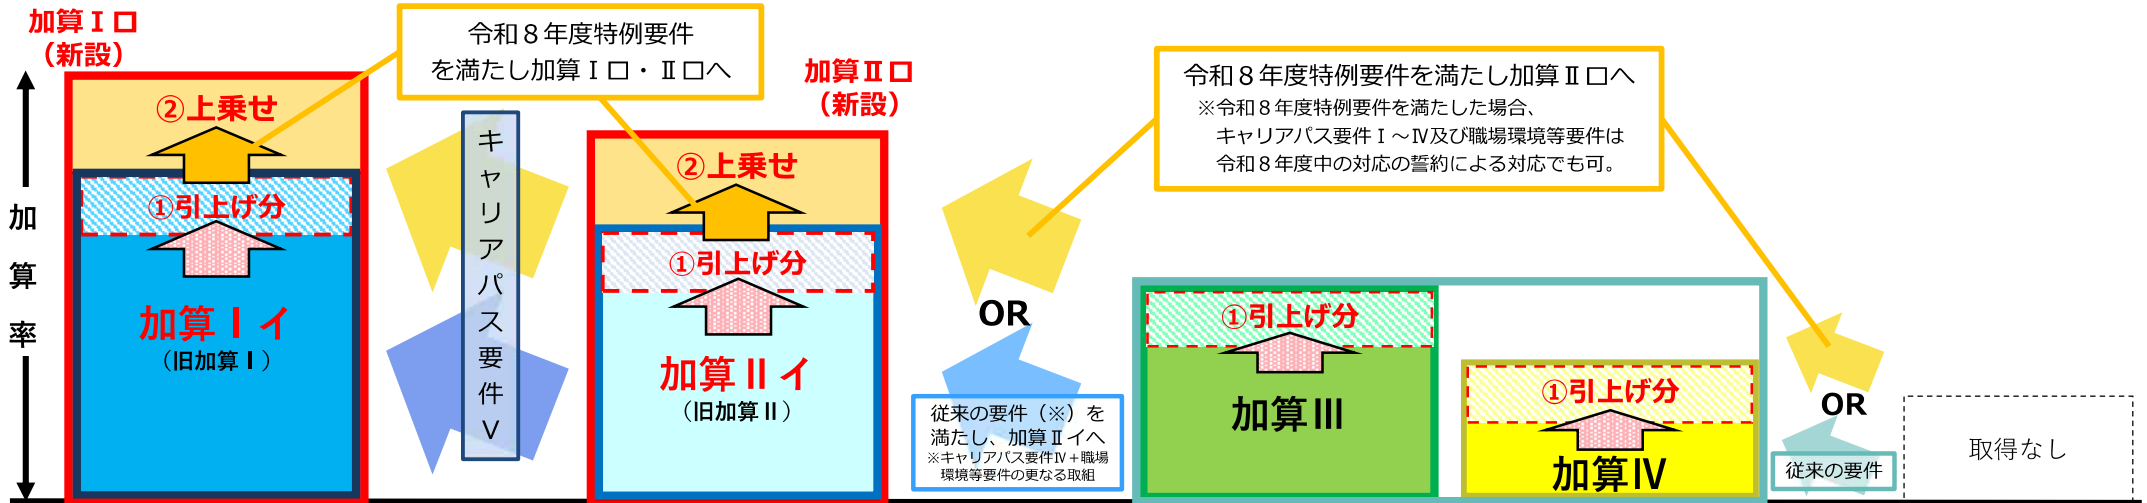 加算Ⅰロ
（新設）
②上乗せ
①引上げ分
加算Ⅰイ
（旧加算Ⅰ）
加
算
率
令和８年度特例要件
を満たし加算Ⅰロ・Ⅱロへ
キャリアパス要件Ⅴ
加算Ⅱロ
（新設）
②上乗せ
①引上げ分
加算Ⅱイ
（旧加算Ⅱ）
OR
従来の要件（※）を
満たし、加算Ⅱイへ
※キャリアパス要件Ⅳ＋職場
環境等要件の更なる取組
令和８年度特例要件を満たし加算Ⅱロへ
※令和８年度特例要件を満たした場合、
キャリアパス要件Ⅰ～Ⅳ及び職場環境等要件は
令和８年度中の対応の誓約による対応でも可。
①引上げ分
加算Ⅲ
①引上げ分
加算Ⅳ
OR
従来の要件
取得なし